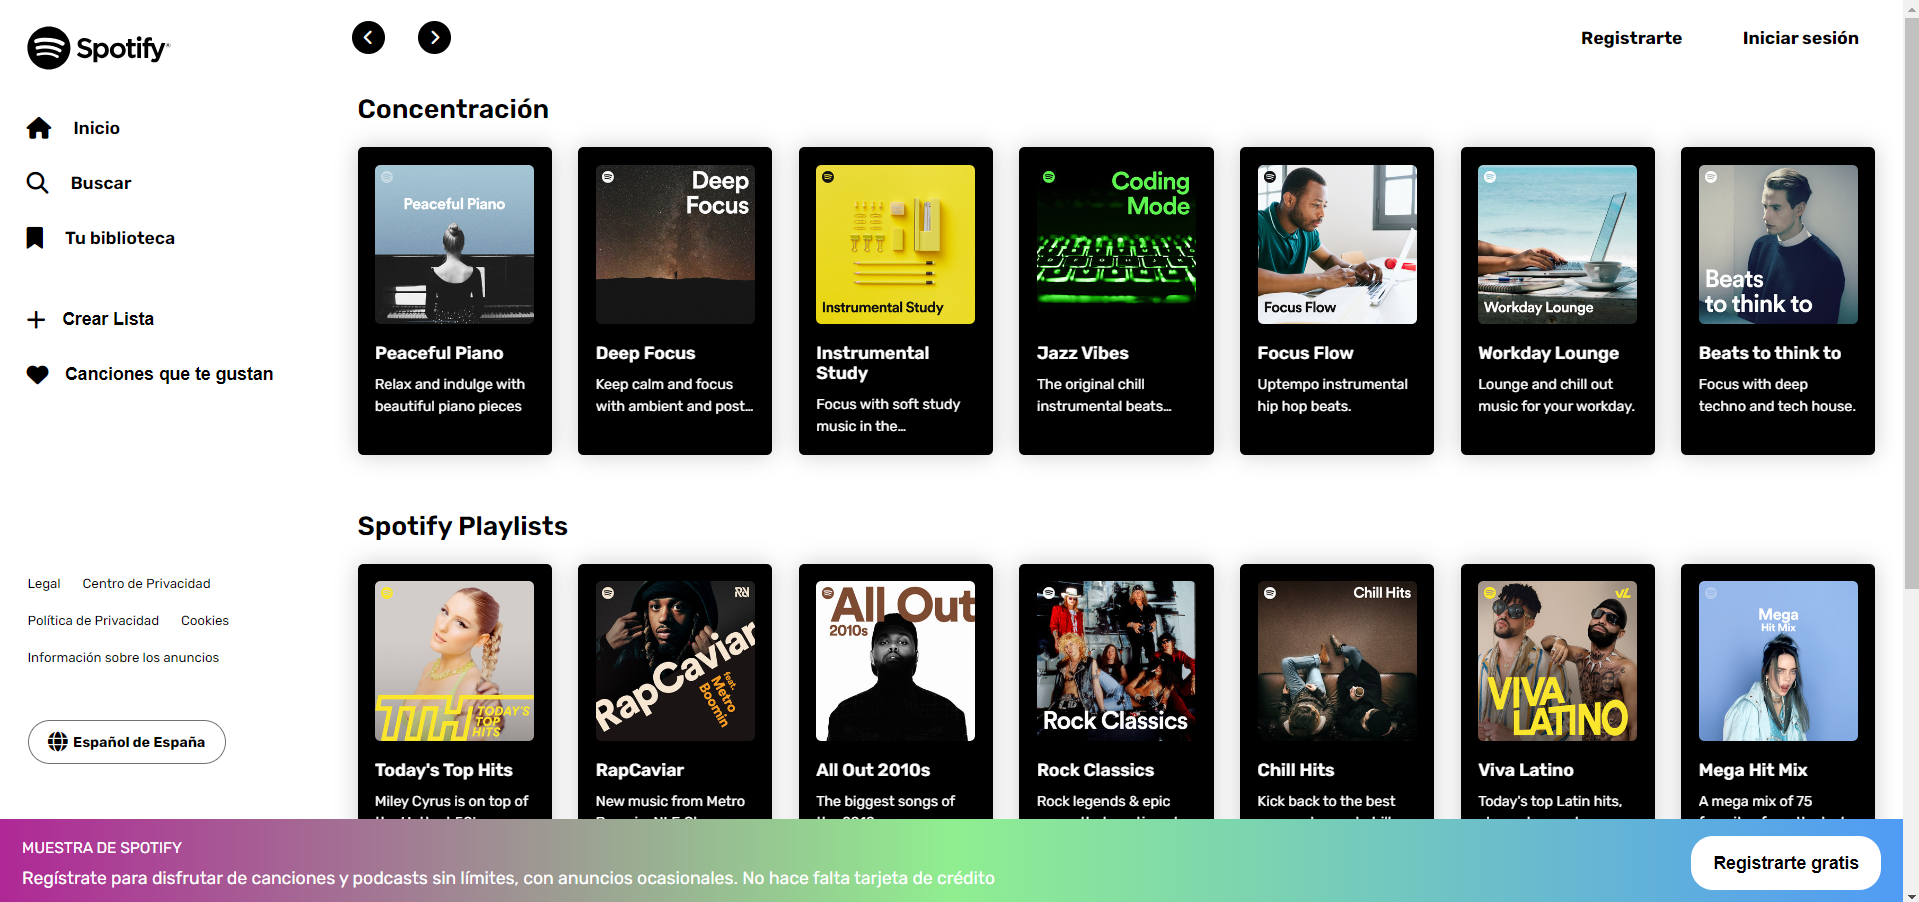 Spotify
Inicio
Buscar
Tu biblioteca
Crear Lista
Canciones que te gustan
Legal Centro de Privacidad
Política de Privacidad Cookies
Información sobre los anuncios
Español de España
Registrarte Iniciar sesión
Concentración
Peaceful Piano
Peaceful Piano
Relax and indulge with
beautiful piano pieces
Deep
Focus
Deep Focus
Keep calm and focus
with ambient and post...
Instrumental Study
Instrumental
Study
Focus with soft study
music in the...
Coding
Mode
Jazz Vibes
The original chill
instrumental beats...
Focus Flow
Focus Flow
Uptempo instrumental
hip hop beats.
Workday Lounge
Workday Lounge
Lounge and chill out
music for your workday.
Beats
to think to
Beats to think to
Focus with deep
techno and tech house.
Spotify Playlists
TTH TODAY'S
TOP
HITS
Today's Top Hits
Miley Cyrus is on top of
RapCaviar
feat.
Metro
Boomin
RapCaviar
New music from Metro
All Out
2010s
All Out 2010s
The biggest songs of
Rock Classics
Rock Classics
Rock legends & epic
Chill Hits
Chill Hits
Kick back to the best
VL
VIVA
LATINO
Viva Latino
Today's top Latin hits,
Mega
Hit Mix
Mega Hit Mix
A mega mix of 75
MUESTRA DE SPOTIFY
Regístrate para disfrutar de canciones y podcasts sin límites, con anuncios ocasionales. No hace falta tarjeta de crédito
Registrarte gratis